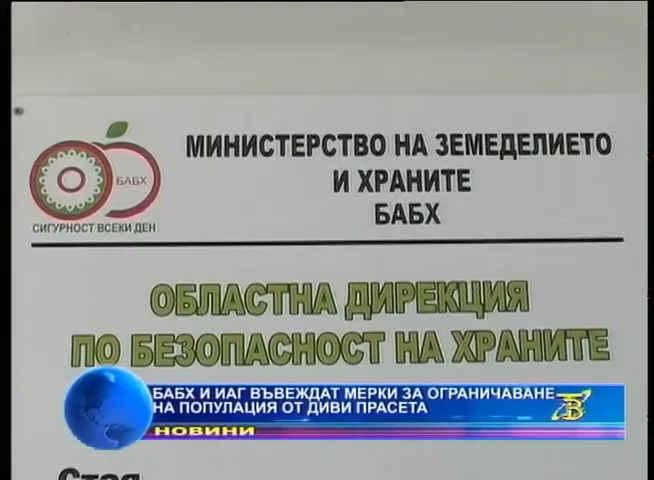 МИНИСТЕРСТВО НА ЗЕМЕДЕЛИЕТО
И ХРАНИТЕ
БАБХ
БАБХ
СИГУРНОСТ ВСЕКИ ДЕН
ОБЛАСТНА ДИРЕКЦИЯ
ПО БЕЗОПАСНОСТ НА ХРАНИТЕ
БАБХ И ИАГ ВЪВЕЖДАТ МЕРКИ ЗА ОГРАНИЧАВАНЕ
НА ПОПУЛАЦИЯ ОТ ДИВИ ПРАСЕТА
НОВИНИ
Стая